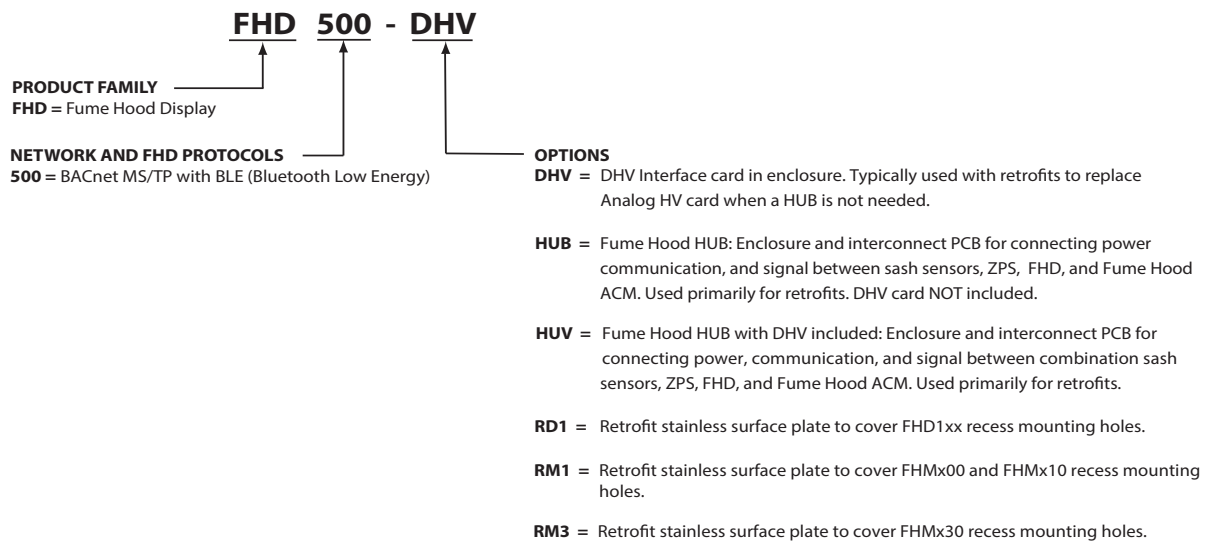 FHD 500 - DHV
PRODUCT FAMILY
FHD = Fume Hood Display
NETWORK AND FHD PROTOCOLS
500 = BACnet MS/TP with BLE (Bluetooth Low Energy)
OPTIONS
DHV = DHV Interface card in enclosure. Typically used with retrofits to replace
Analog HV card when a HUB is not needed.
HUB = Fume Hood HUB: Enclosure and interconnect PCB for connecting power
communication, and signal between sash sensors, ZPS, FHD, and Fume Hood
ACM. Used primarily for retrofits. DHV card NOT included.
HUV = Fume Hood HUB with DHV included: Enclosure and interconnect PCB for
connecting power, communication, and signal between combination sash
sensors, ZPS, FHD, and Fume Hood ACM. Used primarily for retrofits.
RD1 = Retrofit stainless surface plate to cover FHD1xx recess mounting holes.
RM1 = Retrofit stainless surface plate to cover FHMx00 and FHMx10 recess mounting
holes.
RM3 = Retrofit stainless surface plate to cover FHMx30 recess mounting holes.